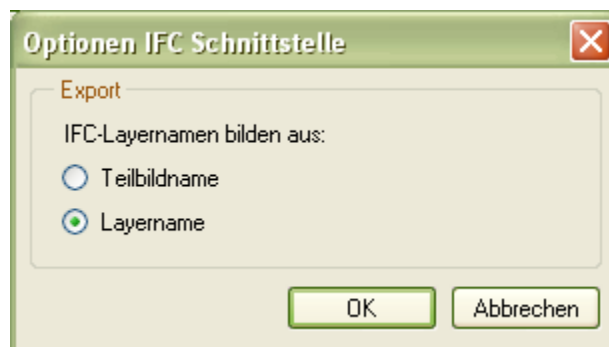 Optionen IFC Schnittstelle
Export
IFC-Layernamen bilden aus:
Teilbildname
Layername
OK
Abbrechen